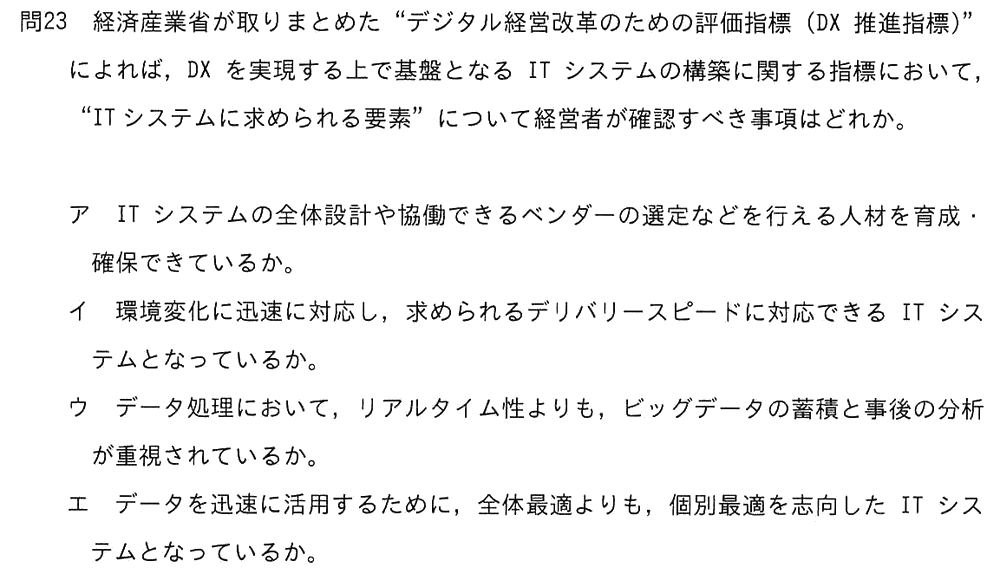 問23 経済産業省が取りまとめた“デジタル経営改革のための評価指標（DX 推進指標）”
によれば，DX を実現する上で基盤となる IT システムの構築に関する指標において，
“IT システムに求められる要素”について経営者が確認すべき事項はどれか。
ア IT システムの全体設計や協働できるベンダーの選定などを行える人材を育成・
確保できているか。
イ 環境変化に迅速に対応し，求められるデリバリースピードに対応できる IT シス
テムとなっているか。
ウ データ処理において，リアルタイム性よりも，ビッグデータの蓄積と事後の分析
が重視されているか。
エ データを迅速に活用するために，全体最適よりも，個別最適を志向した IT シス
テムとなっているか。